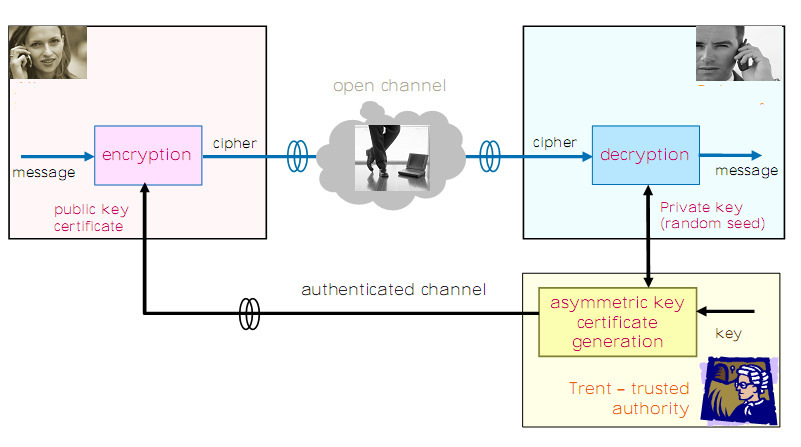 open channel
encryption
cipher
cipher
decryption
message
message
public key
certificate
Private key
(random seed)
authenticated channel
asymmetric key
certificate
generation
key
Trent – trusted
authority